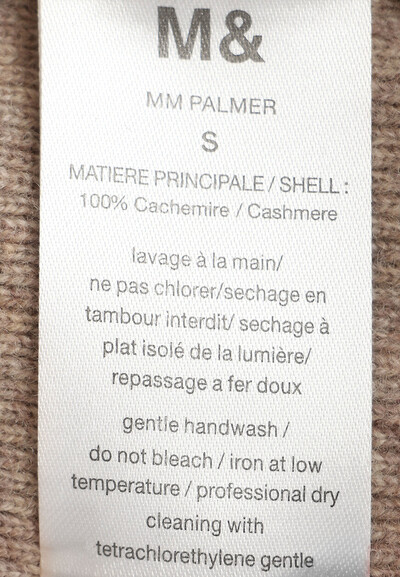 M&
MM PALMER
S
MATIERE PRINCIPALE / SHELL :
100% Cachemire / Cashmere
lavage à la main/
ne pas chlorer/sechage en
tambour interdit/ sechage à
plat isolé de la lumière/
repassage a fer doux
gentle handwash /
do not bleach / iron at low
temperature / professional dry
cleaning with
tetrachlorethylene gentle